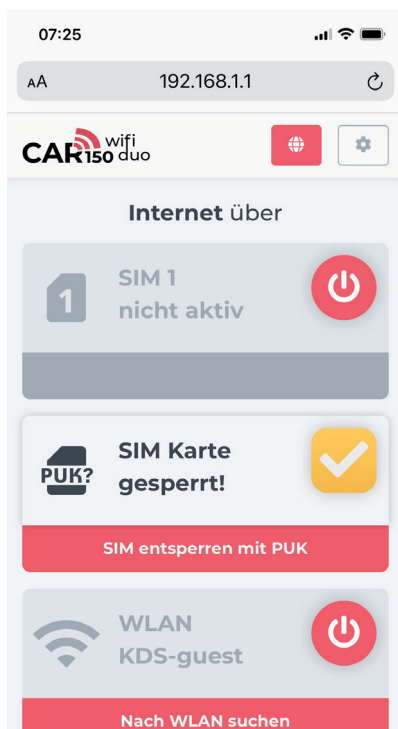 07:25
AA 192.168.1.1
CAR150 wifi duo
Internet über
1 SIM 1
nicht aktiv
PUK? SIM Karte
gesperrt!
SIM entsperren mit PUK
WLAN
KDS-guest
Nach WLAN suchen